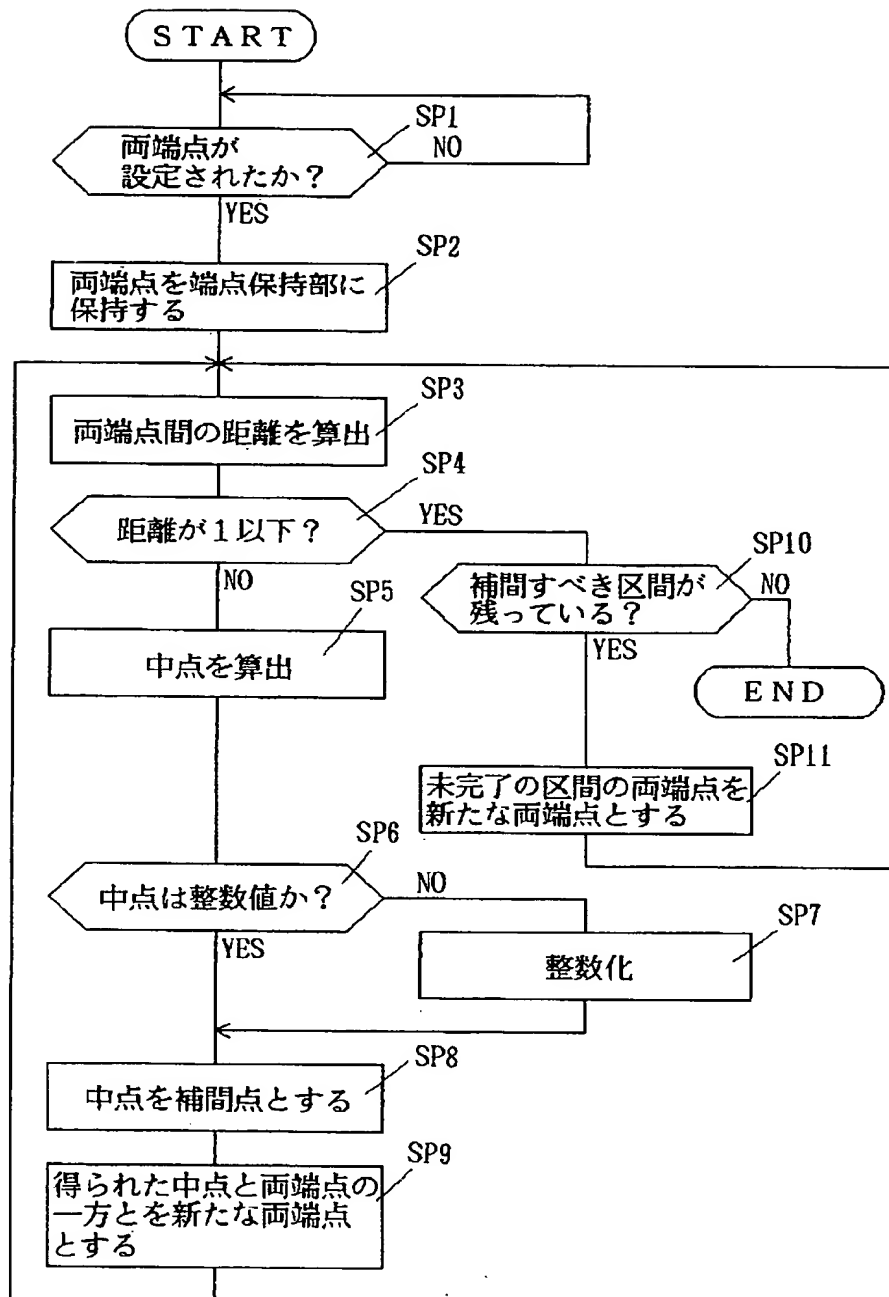 START
SP1
両端点が
設定されたか？
NO
YES
SP2
両端点を端点保持部に
保持する
SP3
両端点間の距離を算出
SP4
距離が１以下？
YES
NO
SP10
補間すべき区間が
残っている？
NO
YES
END
SP5
中点を算出
SP11
未完了の区間の両端点を
新たな両端点とする
SP6
中点は整数値か？
NO
YES
SP7
整数化
SP8
中点を補間点とする
SP9
得られた中点と両端点の
一方とを新たな両端点
とする